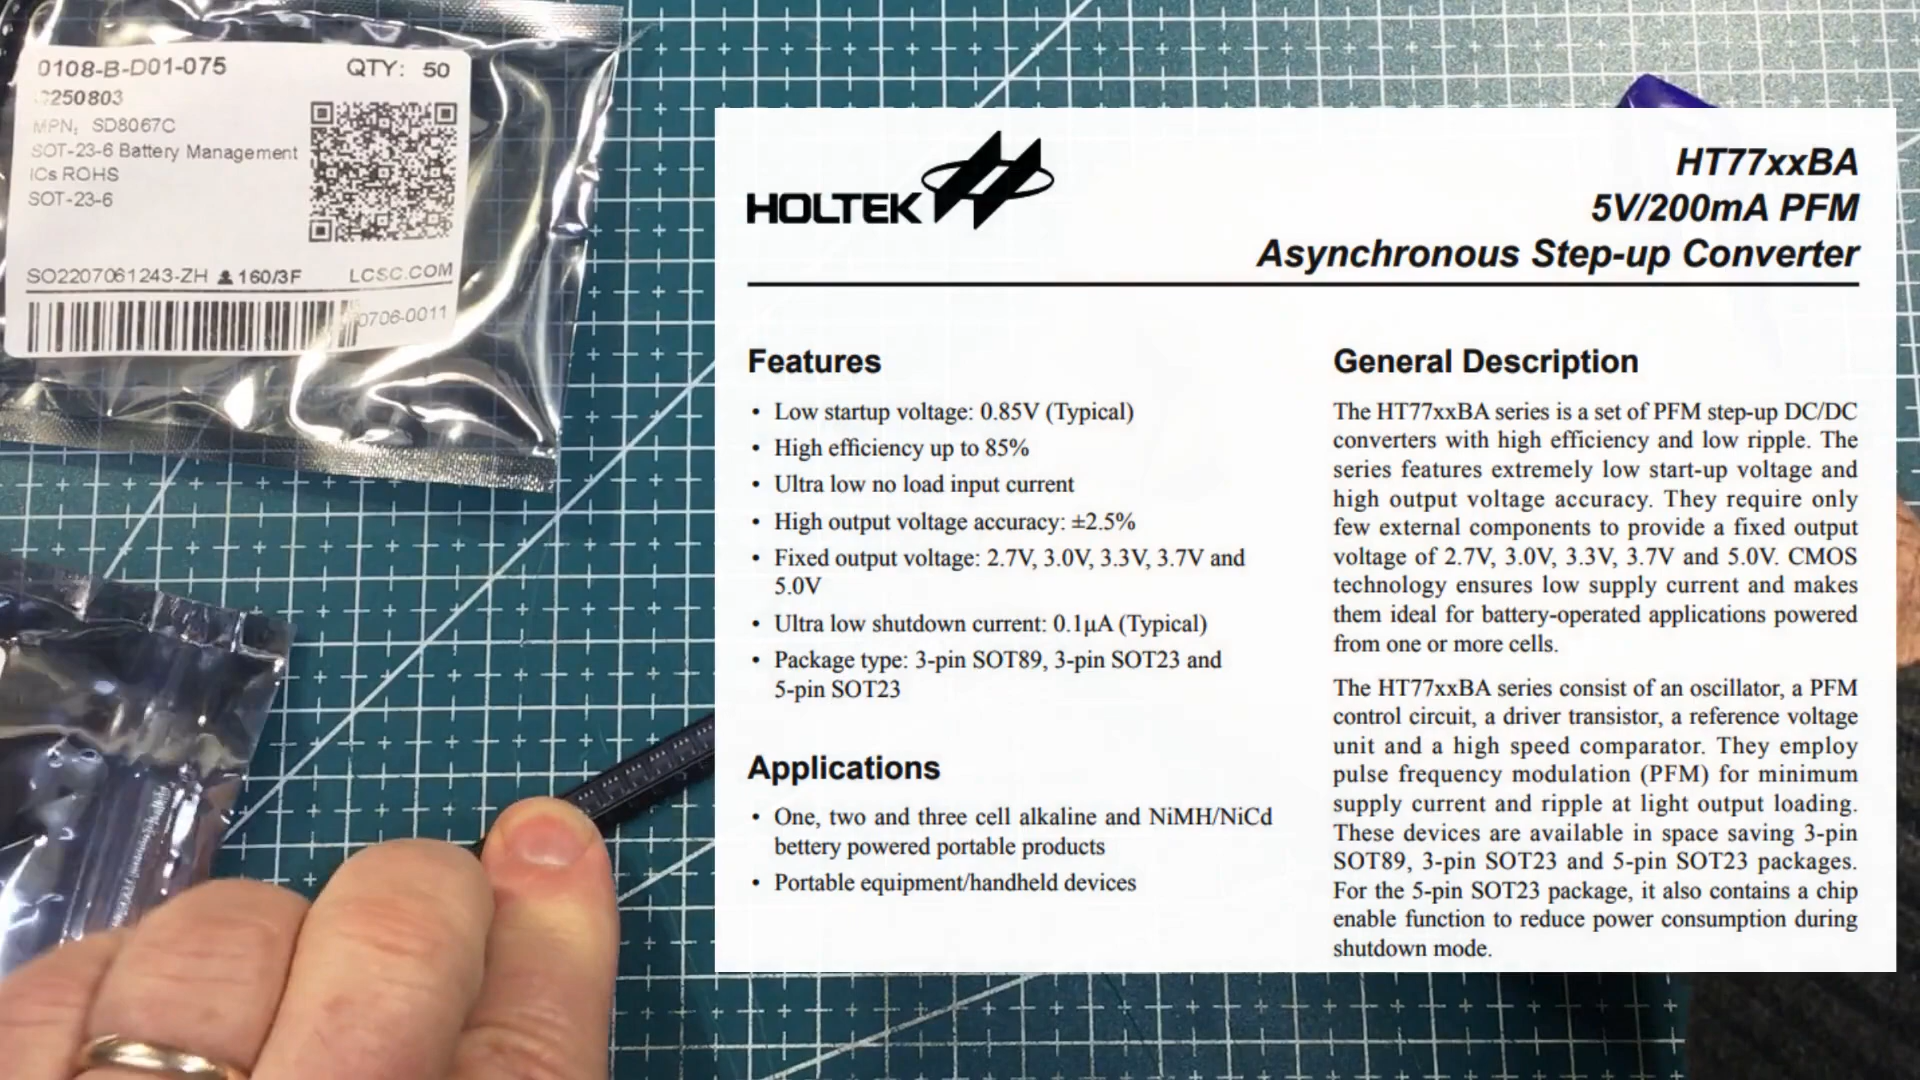 0108-B-D01-075
QTY: 50
C250803
MPN: SD8067C
SOT-23-6 Battery Management
ICs ROHS
SOT-23-6
SO2207061243-ZH 160/3F
LCSC.COM
0706-0011
HOLTEK
HT77xxBA
5V/200mA PFM
Asynchronous Step-up Converter
Features
• Low startup voltage: 0.85V (Typical)
• High efficiency up to 85%
• Ultra low no load input current
• High output voltage accuracy: ±2.5%
• Fixed output voltage: 2.7V, 3.0V, 3.3V, 3.7V and
5.0V
• Ultra low shutdown current: 0.1μA (Typical)
• Package type: 3-pin SOT89, 3-pin SOT23 and
5-pin SOT23
Applications
• One, two and three cell alkaline and NiMH/NiCd
bettery powered portable products
• Portable equipment/handheld devices
General Description
The HT77xxBA series is a set of PFM step-up DC/DC
converters with high efficiency and low ripple. The
series features extremely low start-up voltage and
high output voltage accuracy. They require only
few external components to provide a fixed output
voltage of 2.7V, 3.0V, 3.3V, 3.7V and 5.0V. CMOS
technology ensures low supply current and makes
them ideal for battery-operated applications powered
from one or more cells.
The HT77xxBA series consist of an oscillator, a PFM
control circuit, a driver transistor, a reference voltage
unit and a high speed comparator. They employ
pulse frequency modulation (PFM) for minimum
supply current and ripple at light output loading.
These devices are available in space saving 3-pin
SOT89, 3-pin SOT23 and 5-pin SOT23 packages.
For the 5-pin SOT23 package, it also contains a chip
enable function to reduce power consumption during
shutdown mode.